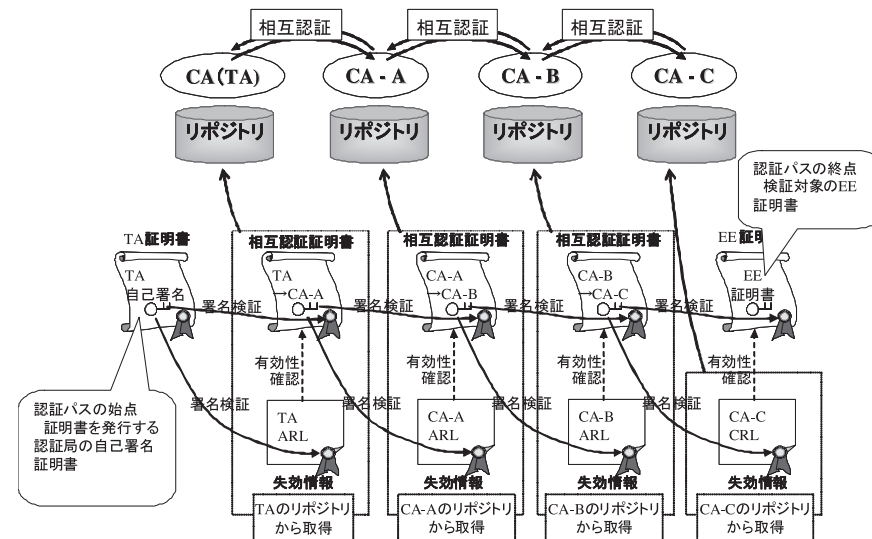 相互認証
相互認証
相互認証
CA(TA)
CA - A
CA - B
CA - C
リポジトリ
リポジトリ
リポジトリ
リポジトリ
認証パスの終点
検証対象のEE
証明書
TA証明書
相互認証証明書
相互認証証明書
相互認証証明書
TA
自己署名
TA
→CA-A
CA-A
→CA-B
CA-B
→CA-C
EE
証明書
署名検証
署名検証
署名検証
署名検証
有効性
確認
有効性
確認
有効性
確認
有効性
確認
署名検証
署名検証
署名検証
署名検証
認証パスの始点
証明書を発行する
認証局の自己署名
証明書
TA
ARL
CA-A
ARL
CA-B
ARL
CA-C
CRL
失効情報
失効情報
失効情報
失効情報
TAのリポジトリ
から取得
CA-Aのリポジトリ
から取得
CA-Bのリポジトリ
から取得
CA-Cのリポジトリ
から取得